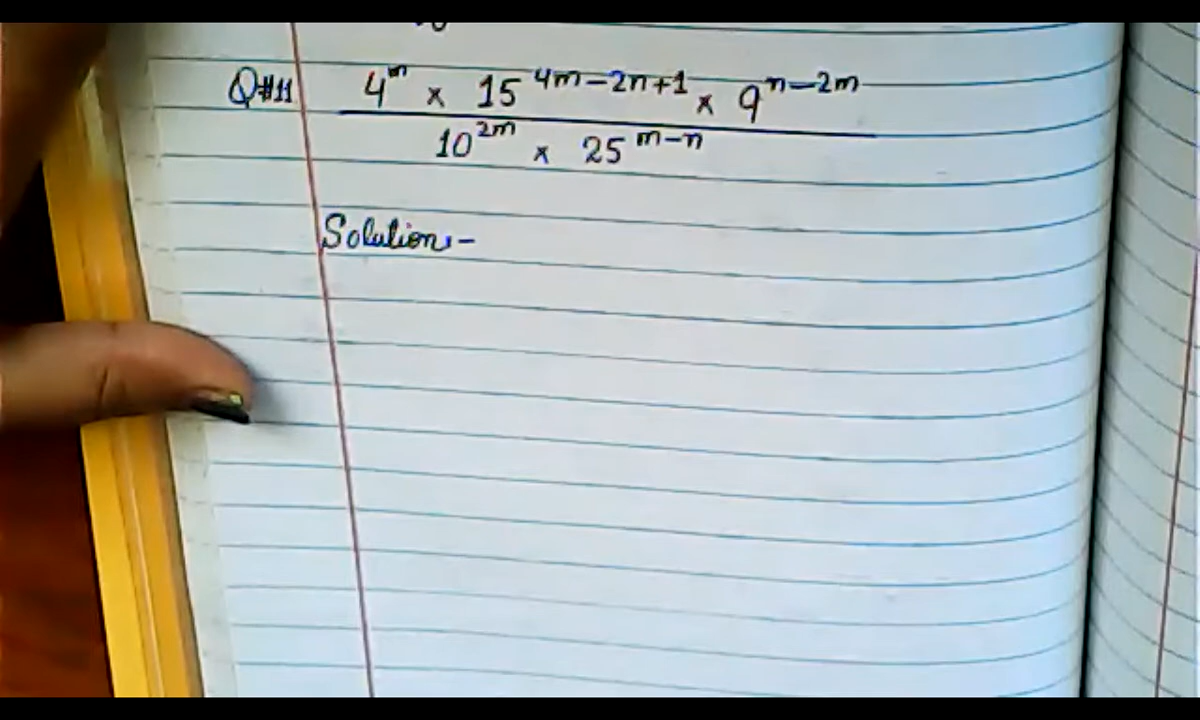 Q#11 4^m × 15^4m-2n+1 × 9^n-2m
10^2m × 25^m-n
Solution:-